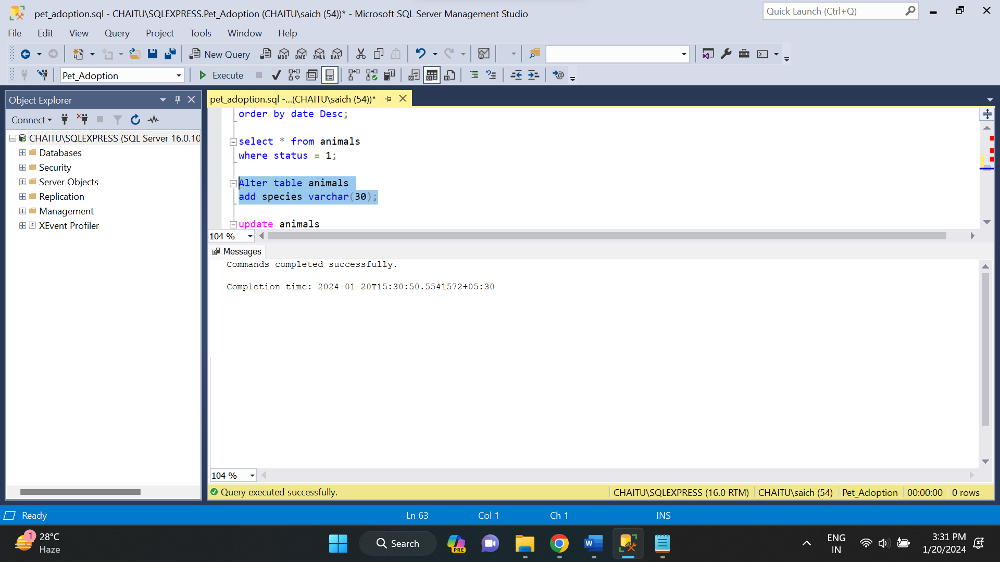 pet_adoption.sql - CHAITU\SQLEXPRESS.Pet_Adoption (CHAITU\saich (54))* - Microsoft SQL Server Management Studio
Quick Launch (Ctrl+Q)
File Edit View Query Project Tools Window Help
New Query MDX DMX XMLA DAX
Pet_Adoption Execute
Object Explorer
Connect
CHAITU\SQLEXPRESS (SQL Server 16.0.10
Databases
Security
Server Objects
Replication
Management
XEvent Profiler
pet_adoption.sql -...(CHAITU\saich (54))*
order by date Desc;
select * from animals
where status = 1;
Alter table animals
add species varchar(30);
update animals
104 %
Messages
Commands completed successfully.
Completion time: 2024-01-20T15:30:50.5541572+05:30
104 %
Query executed successfully. CHAITU\SQLEXPRESS (16.0 RTM) CHAITU\saich (54) Pet_Adoption 00:00:00 0 rows
Ready Ln 63 Col 1 Ch 1 INS
1
28°C
Haze
Search
PRE
W
ENG
IN
3:31 PM
1/20/2024